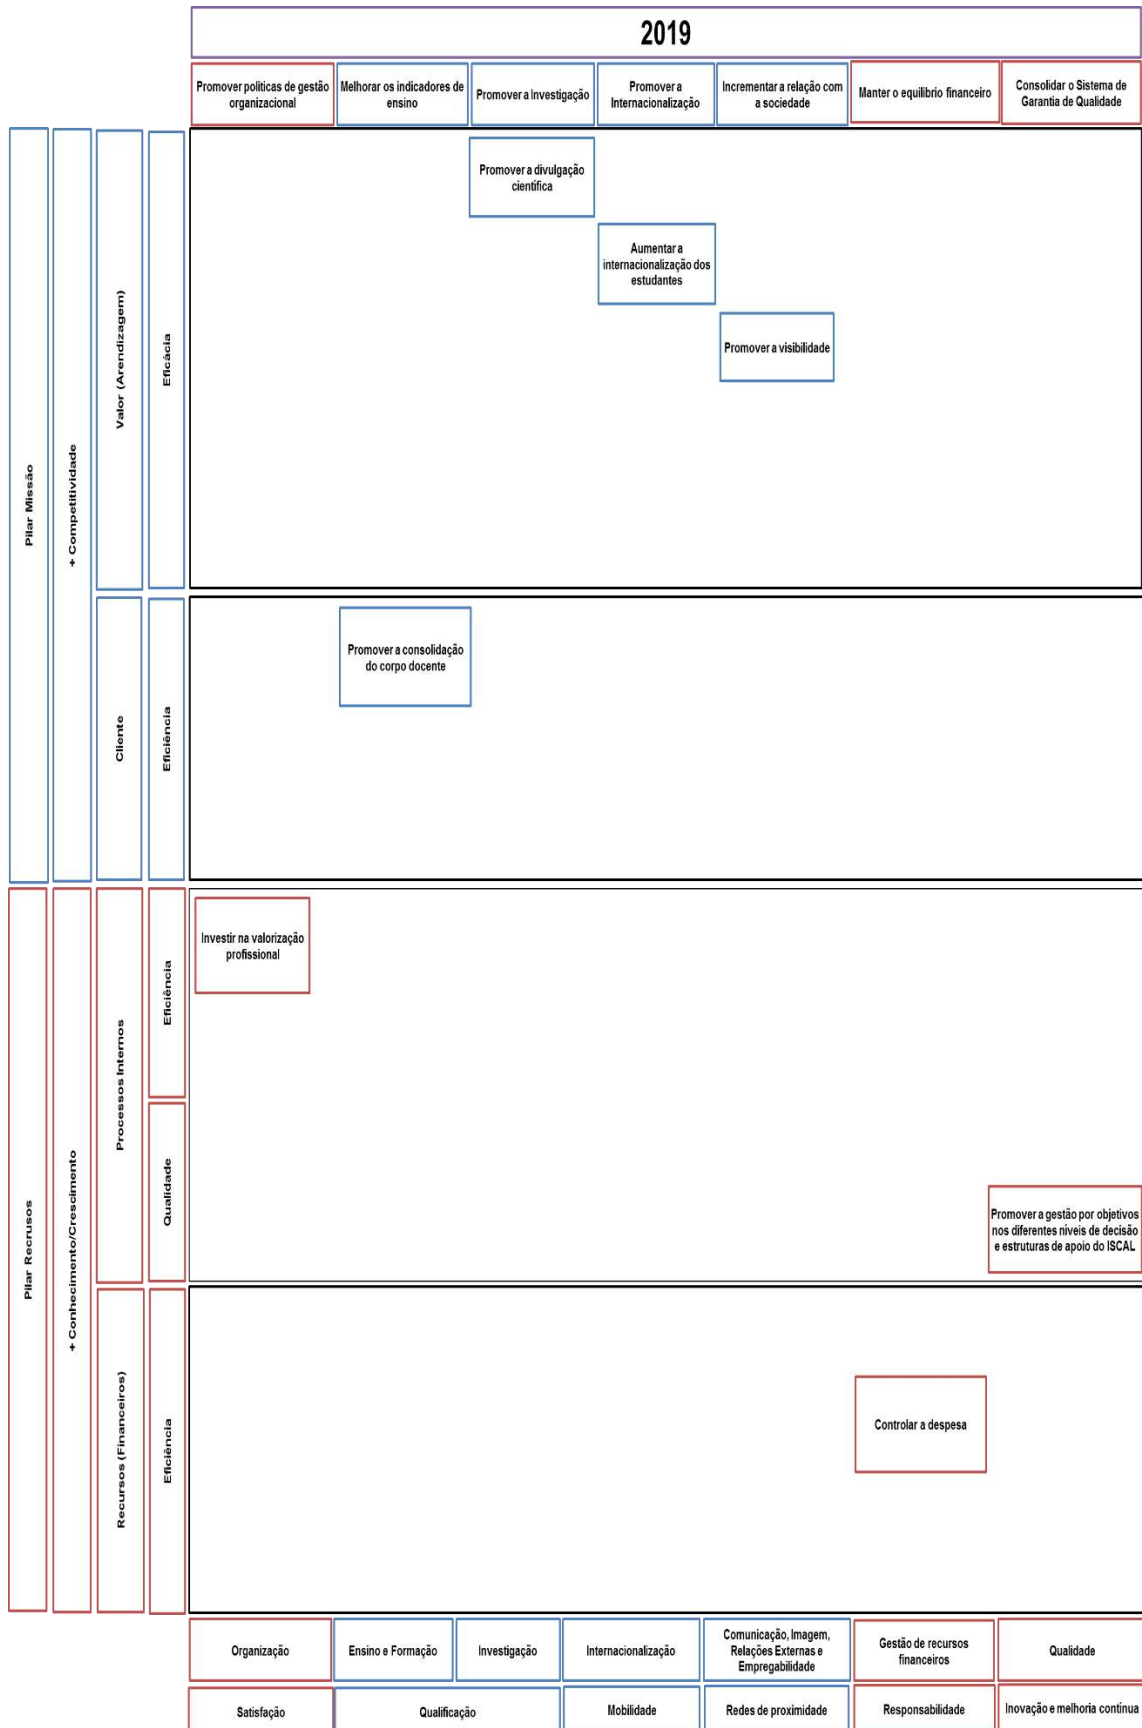 2019
Promover politicas de gestão
organizacional
Melhorar os indicadores de
ensino
Promover a Investigação
Promover a
Internacionalização
Incrementar a relação com
a sociedade
Manter o equilibrio financeiro
Consolidar o Sistema de
Garantia de Qualidade
Pilar Missão
+ Competitividade
Valor (Arendizagem)
Eficácia
Promover a divulgação
científica
Aumentar a
internacionalização dos
estudantes
Promover a visibilidade
Cliente
Eficiência
Promover a consolidação
do corpo docente
Pilar Recrusos
+ Conhecimento/Crescimento
Processos Internos
Eficiência
Investir na valorização
profissional
Qualidade
Promover a gestão por objetivos
nos diferentes níveis de decisão
e estruturas de apoio do ISCAL
Recursos (Financeiros)
Eficiência
Controlar a despesa
Organização
Ensino e Formação
Investigação
Internacionalização
Comunicação, Imagem,
Relações Externas e
Empregabilidade
Gestão de recursos
financeiros
Qualidade
Satisfação
Qualificação
Mobilidade
Redes de proximidade
Responsabilidade
Inovação e melhoria contínua